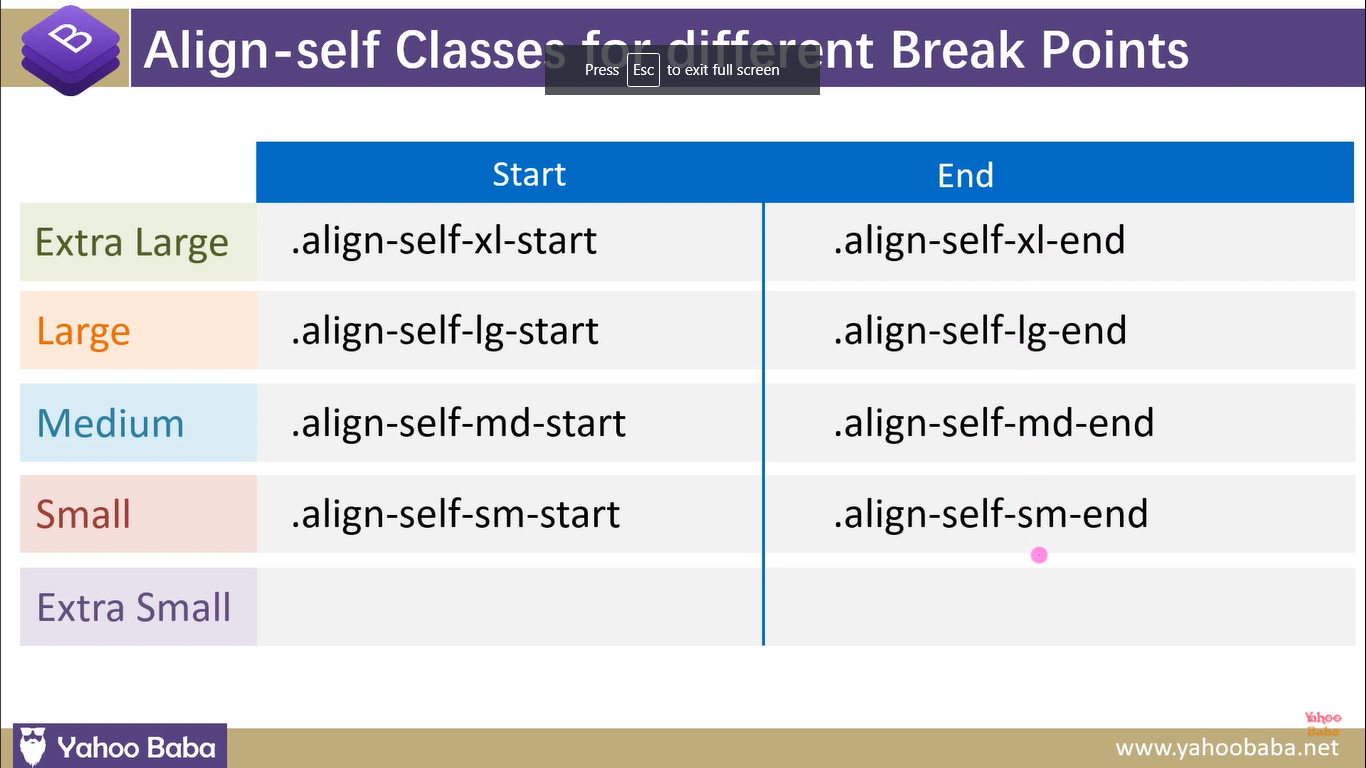 B
Align-self Classes for different Break Points
Press Esc to exit full screen
Start End
Extra Large .align-self-xl-start .align-self-xl-end
Large .align-self-lg-start .align-self-lg-end
Medium .align-self-md-start .align-self-md-end
Small .align-self-sm-start .align-self-sm-end
Extra Small
Yahoo Baba
Yahoo
Baba
www.yahoobaba.net